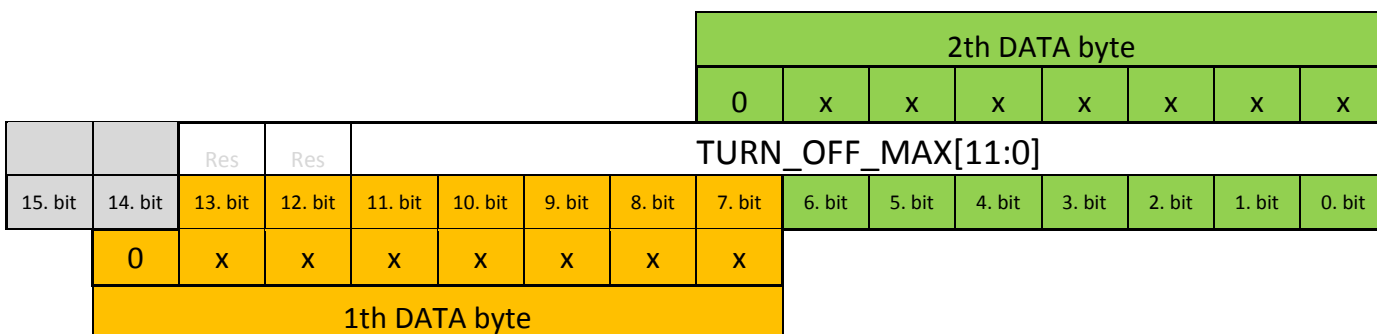 2th DATA byte
0 x x x x x x x
Res Res TURN_OFF_MAX[11:0]
15. bit 14. bit 13. bit 12. bit 11. bit 10. bit 9. bit 8. bit 7. bit 6. bit 5. bit 4. bit 3. bit 2. bit 1. bit 0. bit
0 x x x x x x x
1th DATA byte